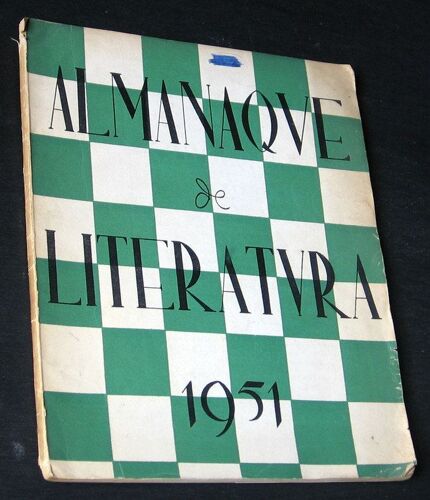 ALMANAQVE
de
LITERATVRA
1951